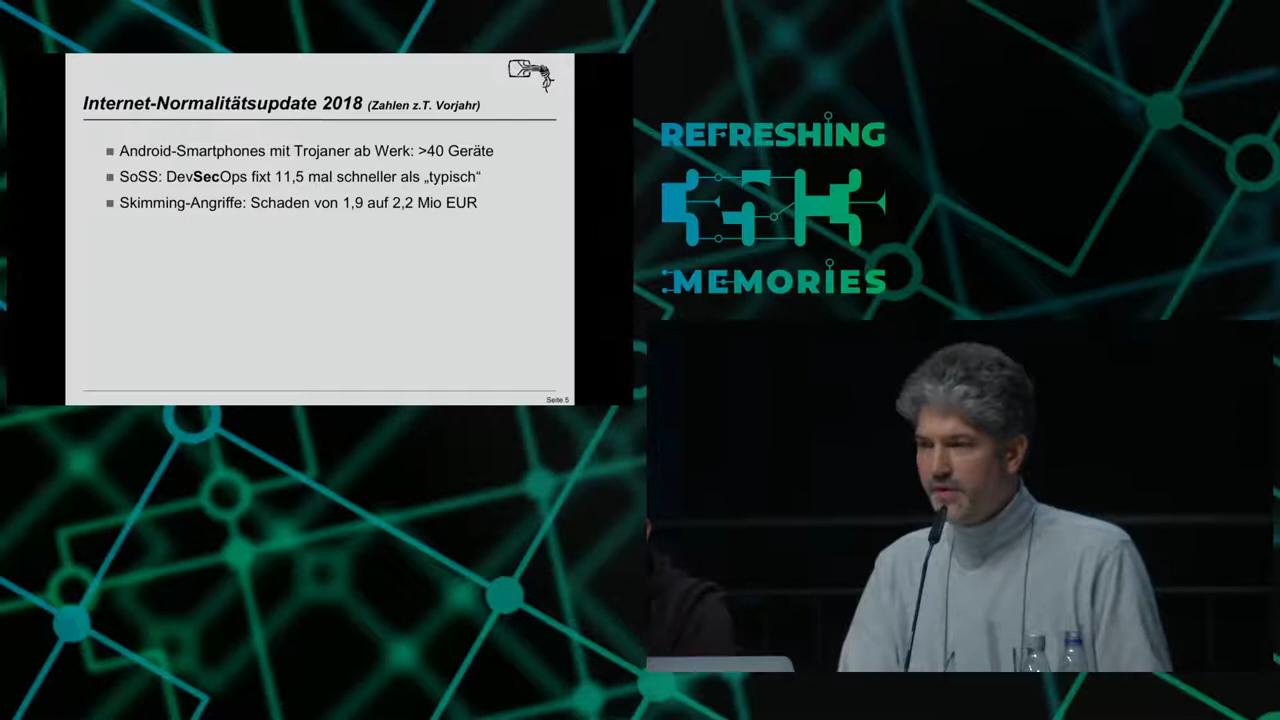 Internet-Normalitätsupdate 2018 (Zahlen z.T. Vorjahr)
Android-Smartphones mit Trojaner ab Werk: >40 Geräte
SoSS: DevSecOps fixt 11,5 mal schneller als „typisch“
Skimming-Angriffe: Schaden von 1,9 auf 2,2 Mio EUR
Seite 5
REFRESHING
MEMORIES